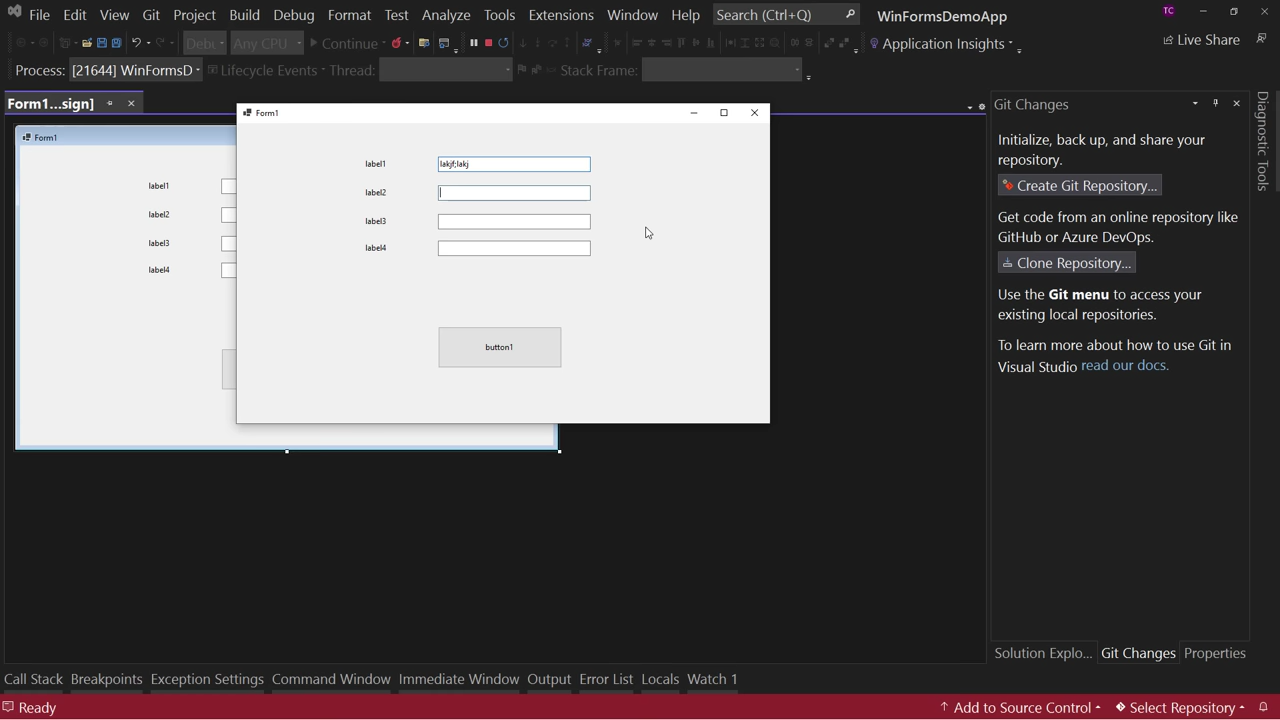 File Edit View Git Project Build Debug Format Test Analyze Tools Extensions Window Help Search (Ctrl+Q) WinFormsDemoApp TC
Debu Any CPU Continue Application Insights Live Share
Process: [21644] WinFormsD Lifecycle Events Thread: Stack Frame:
Form1...sign]
Form1
label1
label2
label3
label4
Form1
label1 lakjf;lakj
label2
label3
label4
button1
Git Changes
Initialize, back up, and share your
repository.
Create Git Repository...
Get code from an online repository like
GitHub or Azure DevOps.
Clone Repository...
Use the Git menu to access your
existing local repositories.
To learn more about how to use Git in
Visual Studio read our docs.
Diagnostic Tools
Solution Explo... Git Changes Properties
Call Stack Breakpoints Exception Settings Command Window Immediate Window Output Error List Locals Watch 1
Ready Add to Source Control Select Repository